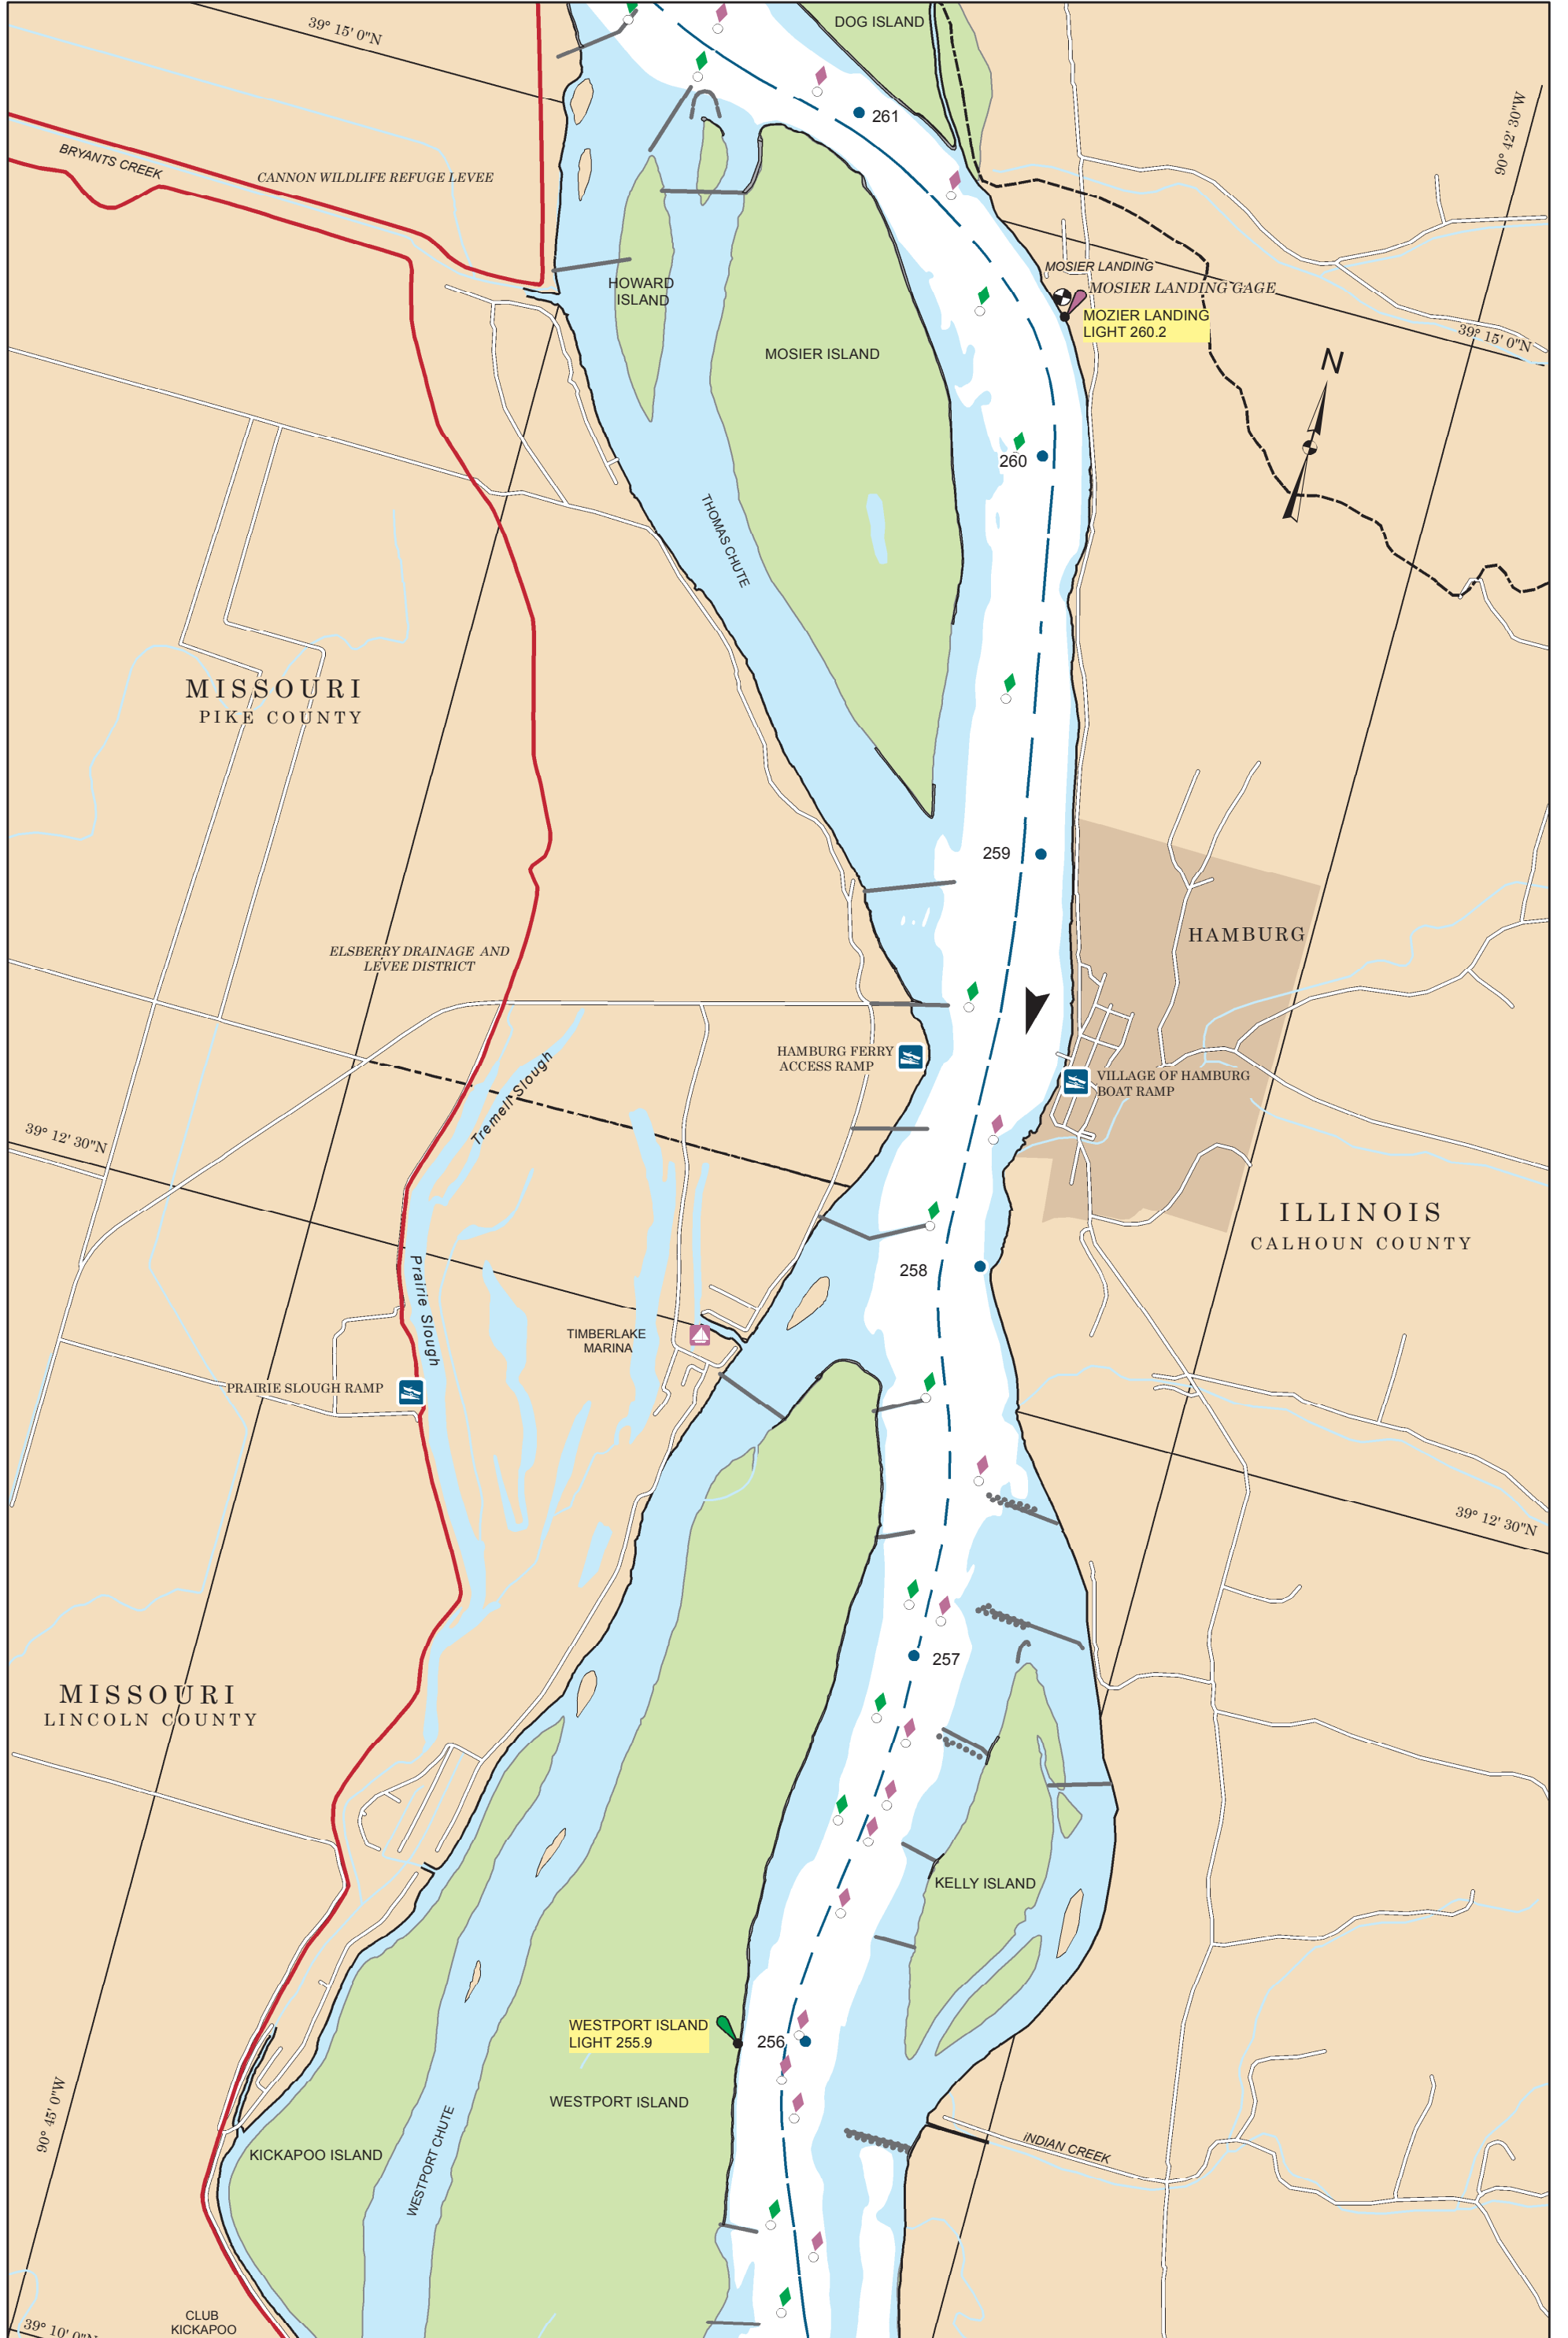 DOG ISLAND
39° 15' 0"N
261
90° 42' 30"W
BRYANTS CREEK
CANNON WILDLIFE REFUGE LEVEE
MOSIER LANDING
MOSIER LANDING GAGE
HOWARD
ISLAND
MOZIER LANDING
LIGHT 260.2
39° 15' 0"N
MOSIER ISLAND
N
260
THOMAS CHUTE
MISSOURI
PIKE COUNTY
259
HAMBURG
ELSBERRY DRAINAGE AND
LEVEE DISTRICT
HAMBURG FERRY
ACCESS RAMP
VILLAGE OF HAMBURG
BOAT RAMP
Tremell Slough
39° 12' 30"N
ILLINOIS
CALHOUN COUNTY
258
Prairie Slough
TIMBERLAKE
MARINA
PRAIRIE SLOUGH RAMP
39° 12' 30"N
257
MISSOURI
LINCOLN COUNTY
KELLY ISLAND
WESTPORT ISLAND
LIGHT 255.9
256
WESTPORT ISLAND
90° 45' 0"W
INDIAN CREEK
KICKAPOO ISLAND
WESTPORT CHUTE
CLUB
KICKAPOO
39° 10' 0"N